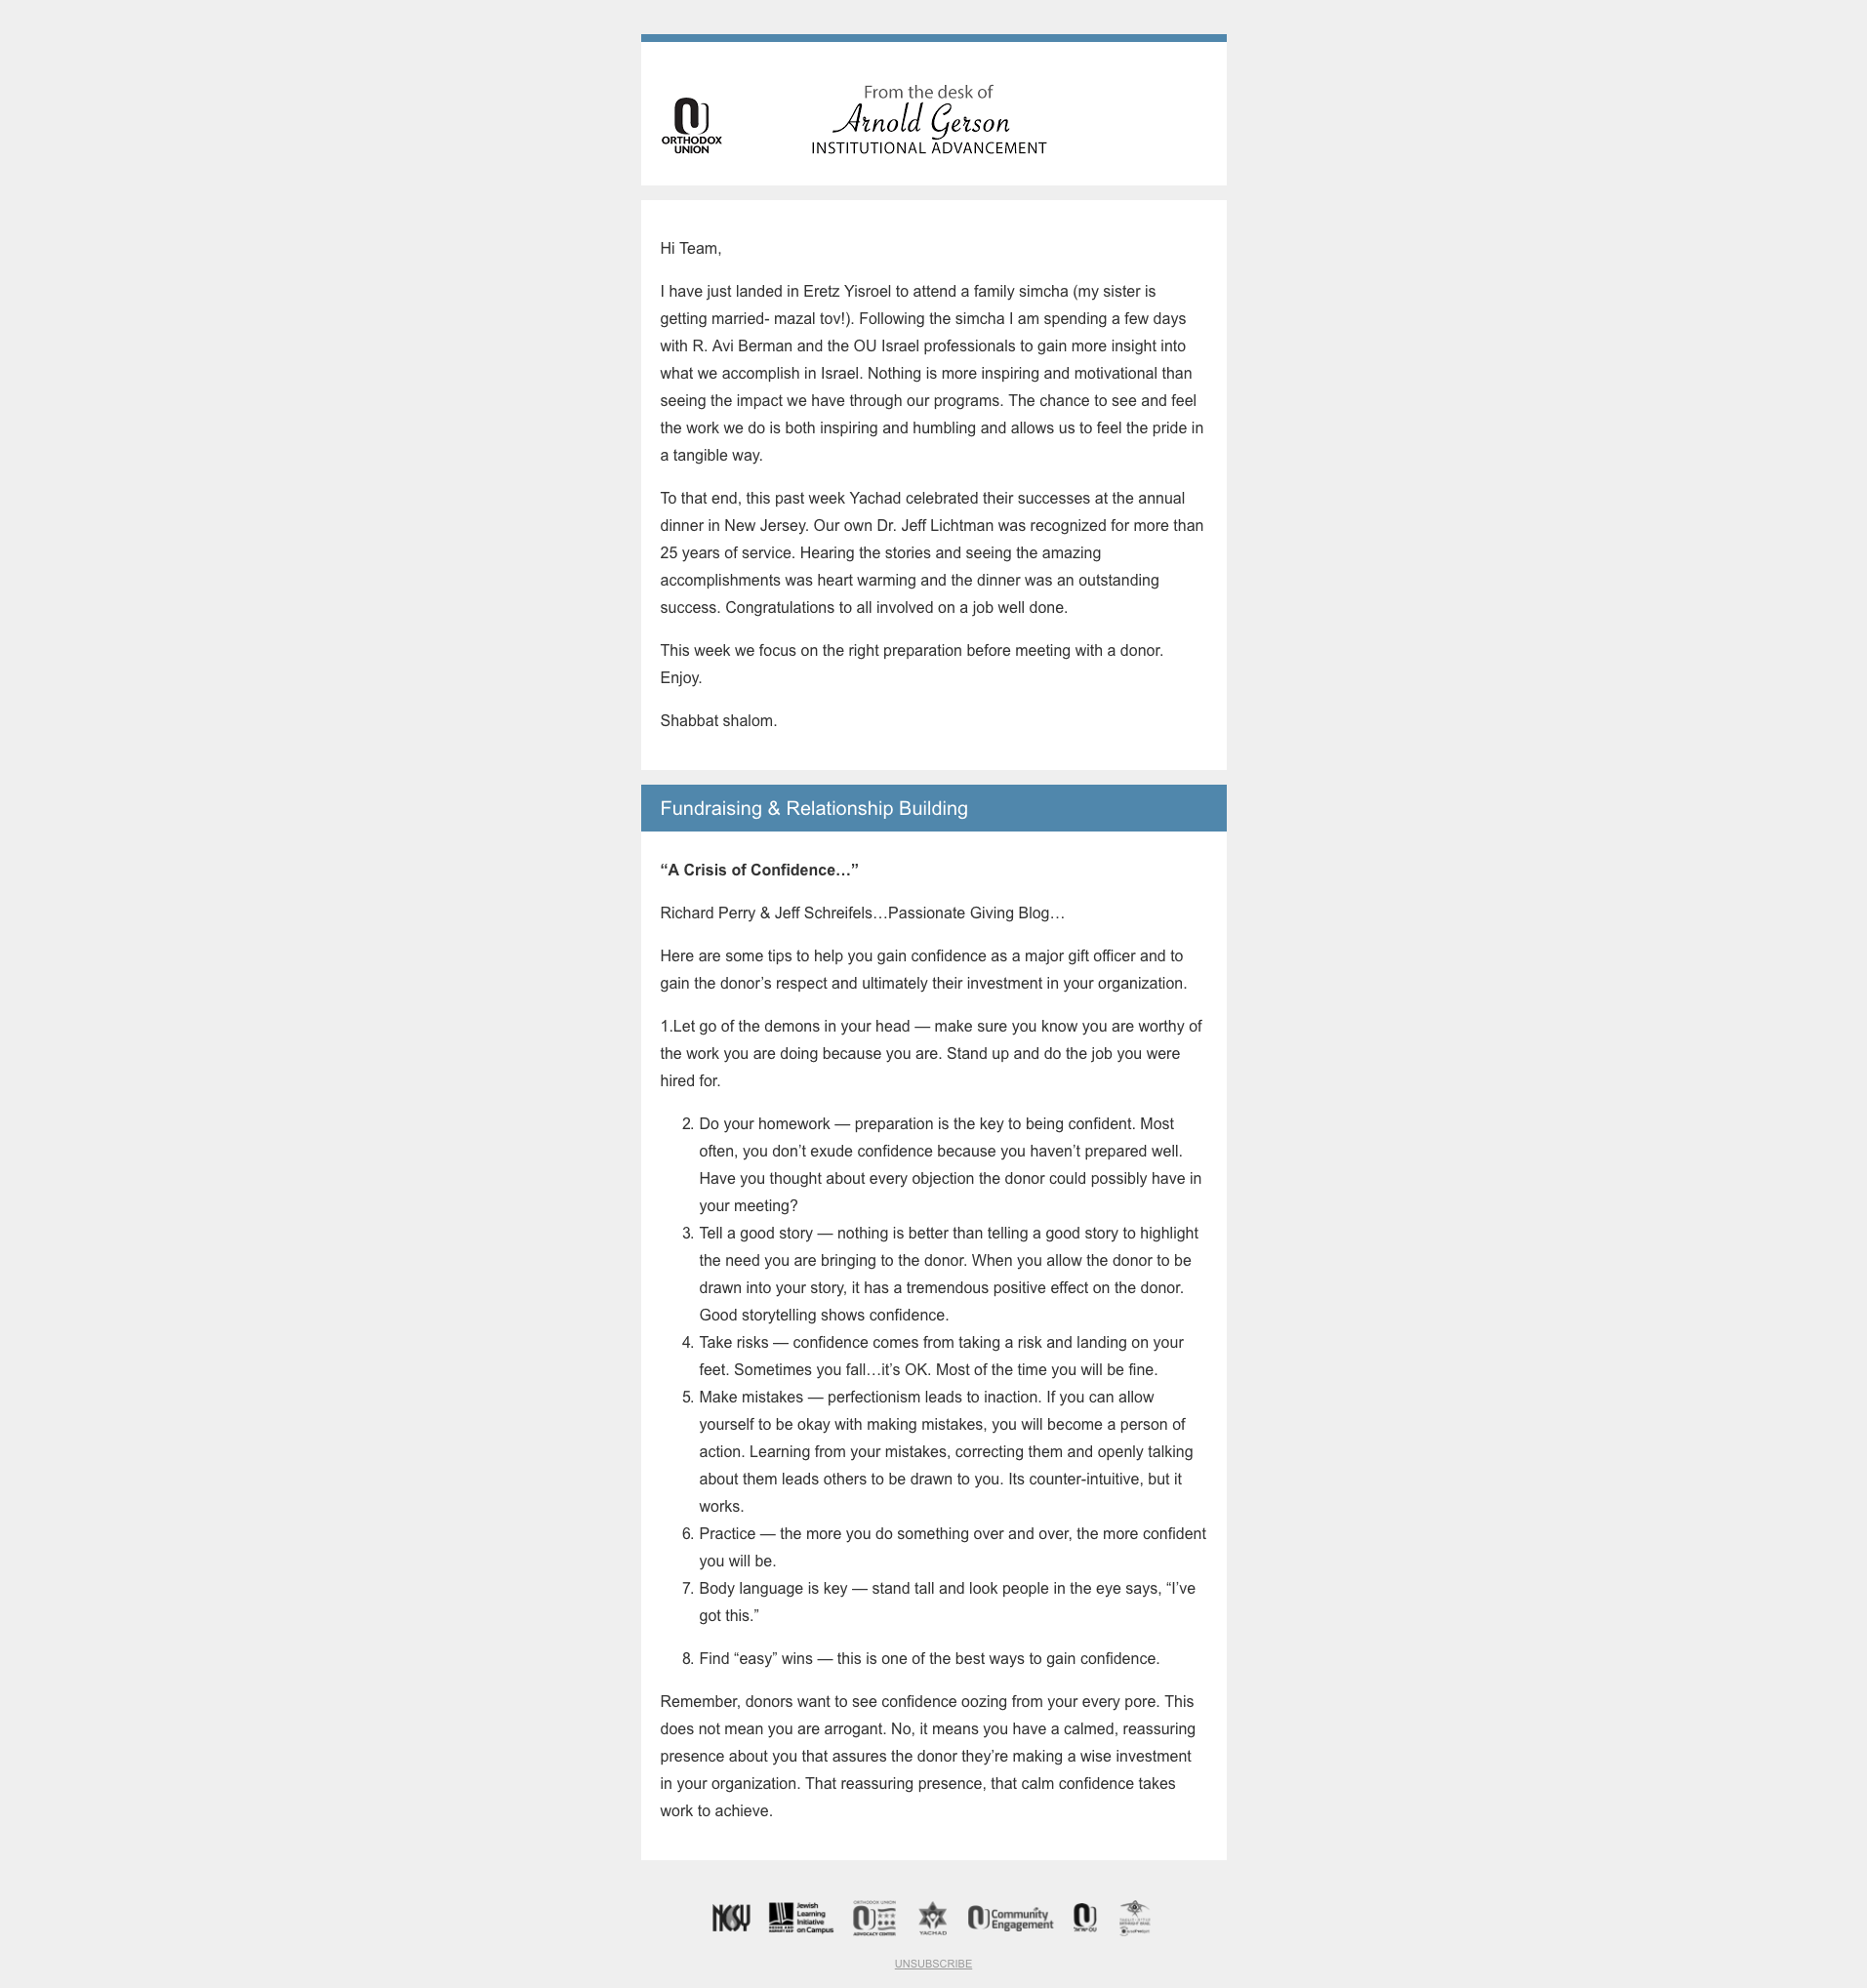 From the desk of
Arnold Gerson
INSTITUTIONAL ADVANCEMENT
ORTHODOX
UNION
Hi Team,
I have just landed in Eretz Yisroel to attend a family simcha (my sister is
getting married- mazal tov!). Following the simcha I am spending a few days
with R. Avi Berman and the OU Israel professionals to gain more insight into
what we accomplish in Israel. Nothing is more inspiring and motivational than
seeing the impact we have through our programs. The chance to see and feel
the work we do is both inspiring and humbling and allows us to feel the pride in
a tangible way.
To that end, this past week Yachad celebrated their successes at the annual
dinner in New Jersey. Our own Dr. Jeff Lichtman was recognized for more than
25 years of service. Hearing the stories and seeing the amazing
accomplishments was heart warming and the dinner was an outstanding
success. Congratulations to all involved on a job well done.
This week we focus on the right preparation before meeting with a donor.
Enjoy.
Shabbat shalom.
Fundraising & Relationship Building
“A Crisis of Confidence…”
Richard Perry & Jeff Schreifels…Passionate Giving Blog…
Here are some tips to help you gain confidence as a major gift officer and to
gain the donor’s respect and ultimately their investment in your organization.
1.Let go of the demons in your head — make sure you know you are worthy of
the work you are doing because you are. Stand up and do the job you were
hired for.
2. Do your homework — preparation is the key to being confident. Most
often, you don’t exude confidence because you haven’t prepared well.
Have you thought about every objection the donor could possibly have in
your meeting?
3. Tell a good story — nothing is better than telling a good story to highlight
the need you are bringing to the donor. When you allow the donor to be
drawn into your story, it has a tremendous positive effect on the donor.
Good storytelling shows confidence.
4. Take risks — confidence comes from taking a risk and landing on your
feet. Sometimes you fall…it’s OK. Most of the time you will be fine.
5. Make mistakes — perfectionism leads to inaction. If you can allow
yourself to be okay with making mistakes, you will become a person of
action. Learning from your mistakes, correcting them and openly talking
about them leads others to be drawn to you. Its counter-intuitive, but it
works.
6. Practice — the more you do something over and over, the more confident
you will be.
7. Body language is key — stand tall and look people in the eye says, “I’ve
got this.”
8. Find “easy” wins — this is one of the best ways to gain confidence.
Remember, donors want to see confidence oozing from your every pore. This
does not mean you are arrogant. No, it means you have a calmed, reassuring
presence about you that assures the donor they’re making a wise investment
in your organization. That reassuring presence, that calm confidence takes
work to achieve.
NCSY
Jewish
Learning
Initiative
on Campus
ORTHODOX UNION
ADVOCACY CENTER
YACHAD
Community
Engagement
UNSUBSCRIBE